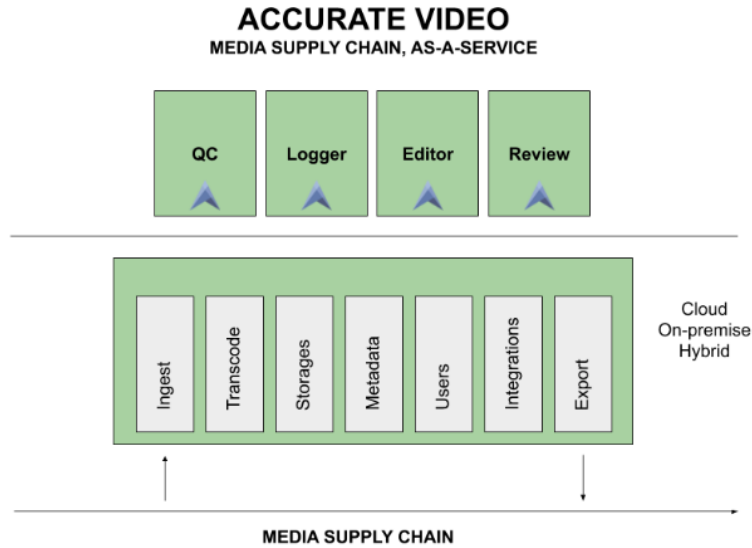 ACCURATE VIDEO
MEDIA SUPPLY CHAIN, AS-A-SERVICE
QC
Logger
Editor
Review
Ingest
Transcode
Storages
Metadata
Users
Integrations
Export
Cloud
On-premise
Hybrid
MEDIA SUPPLY CHAIN